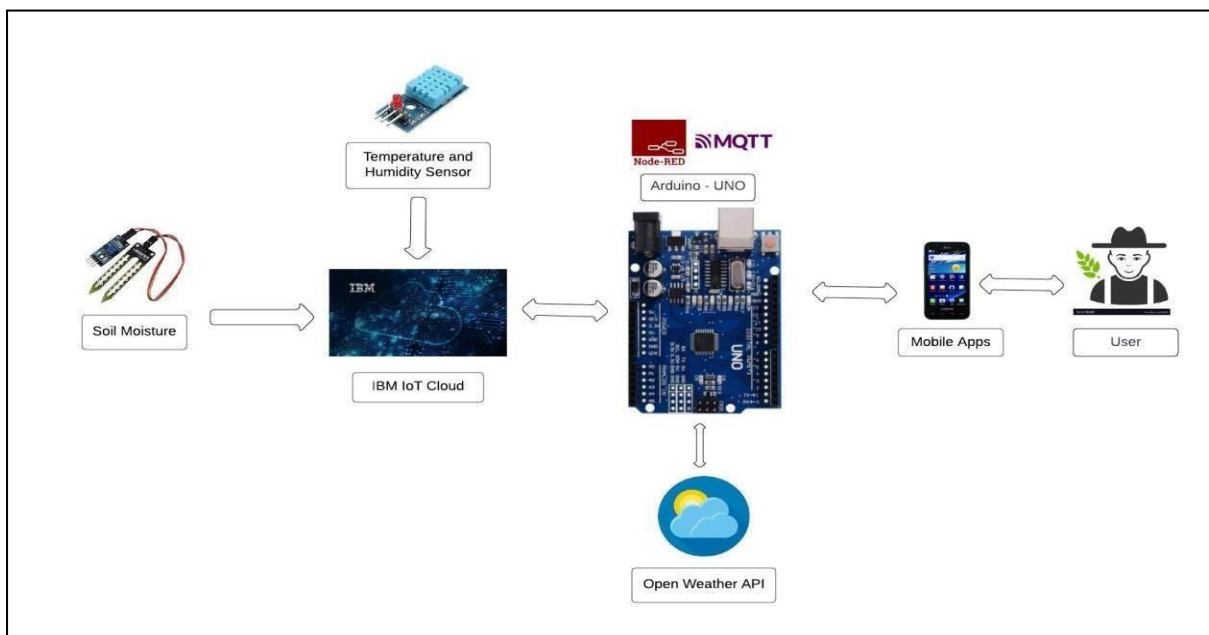 Temperature and
Humidity Sensor
Node-RED
MQTT
Arduino - UNO
IBM
Soil Moisture
IBM IoT Cloud
UNO
Mobile Apps
User
Open Weather API